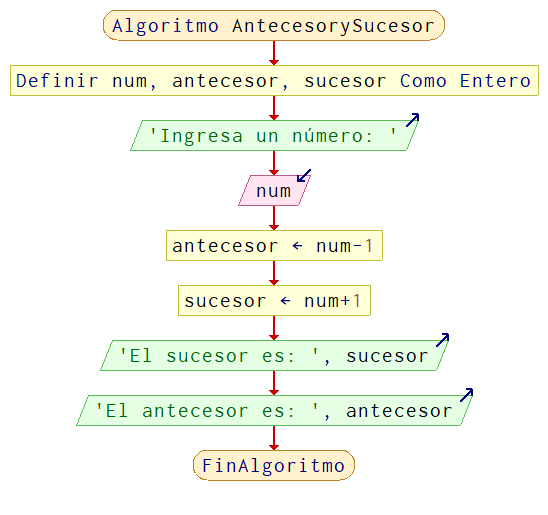 Algoritmo AntecesorySucesor
Definir num, antecesor, sucesor Como Entero
'Ingresa un número: '
num
antecesor ← num-1
sucesor ← num+1
'El sucesor es: ', sucesor
'El antecesor es: ', antecesor
FinAlgoritmo